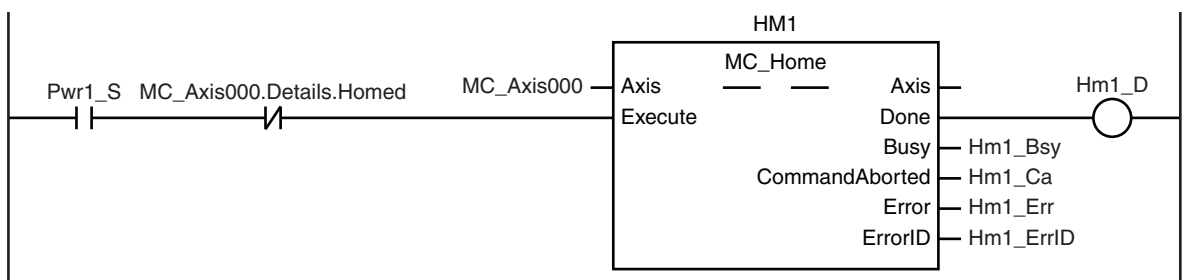 HM1
MC_Home
Pwr1_S MC_Axis000.Details.Homed MC_Axis000 Axis Axis Hm1_D
Execute Done
Busy Hm1_Bsy
CommandAborted Hm1_Ca
Error Hm1_Err
ErrorID Hm1_ErrID